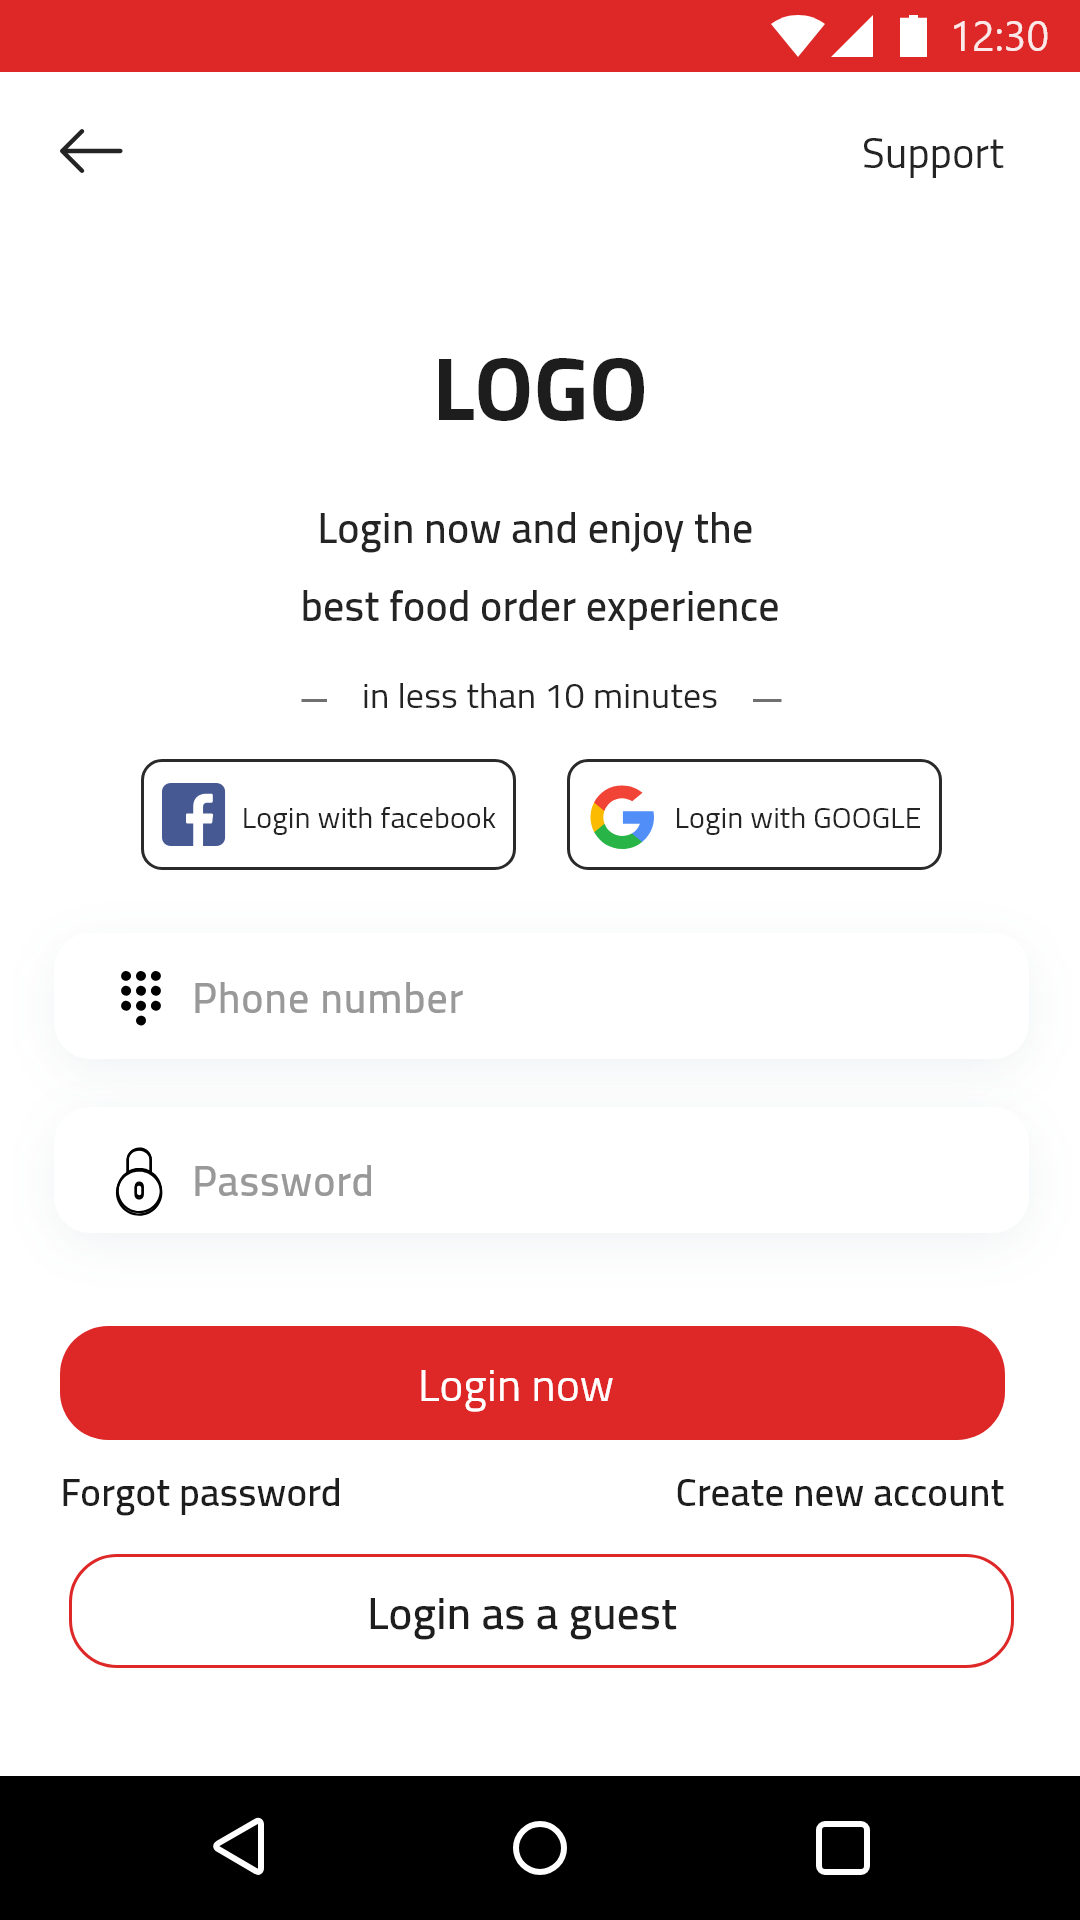 12:30
Support
LOGO
Login now and enjoy the
best food order experience
— in less than 10 minutes —
Login with facebook
Login with GOOGLE
Phone number
Password
Login now
Forgot password
Create new account
Login as a guest